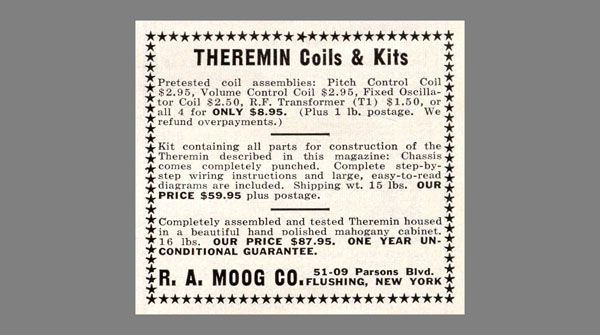 THEREMIN Coils & Kits
Pretested coil assemblies: Pitch Control Coil
$2.95, Volume Control Coil $2.95, Fixed Oscilla-
tor Coil $2.50, R.F. Transformer (T1) $1.50, or
all 4 for ONLY $8.95. (Plus 1 lb. postage. We
refund overpayments.)
Kit containing all parts for construction of the
Theremin described in this magazine: Chassis
comes completely punched. Complete step-by-
step wiring instructions and large, easy-to-read
diagrams are included. Shipping wt. 15 lbs. OUR
PRICE $59.95 plus postage.
Completely assembled and tested Theremin housed
in a beautiful hand polished mahogany cabinet.
16 lbs. OUR PRICE $87.95. ONE YEAR UN-
CONDITIONAL GUARANTEE.
R. A. MOOG CO. 51-09 Parsons Blvd.
FLUSHING, NEW YORK